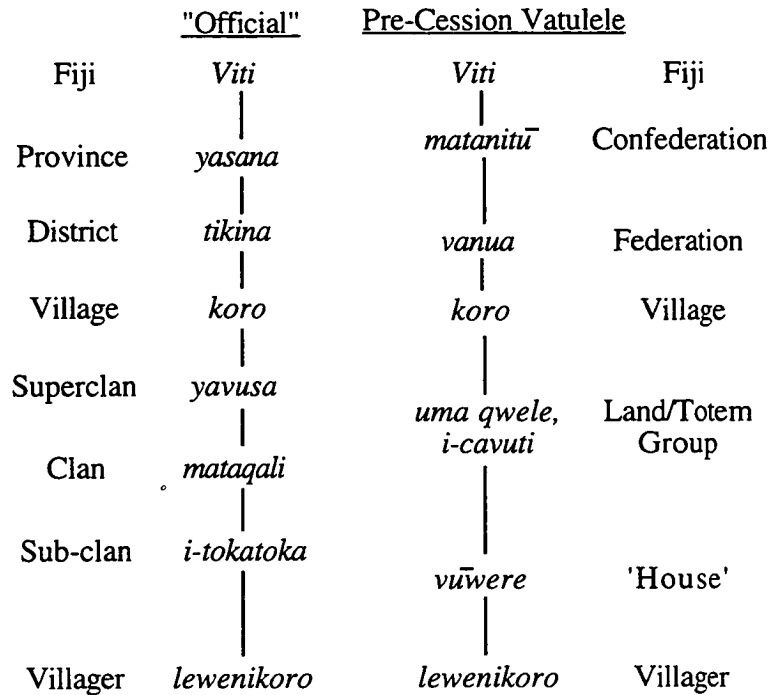 "Official" Pre-Cession Vatulele
Fiji Viti Viti Fiji
matanitū Confederation
Province yasana
District tikina vanua Federation
Village koro koro Village
Superclan yavusa
uma qwele, Land/Totem
i-cavuti Group
Clan mataqali
Sub-clan i-tokatoka
vūwere 'House'
Villager lewenikoro lewenikoro Villager